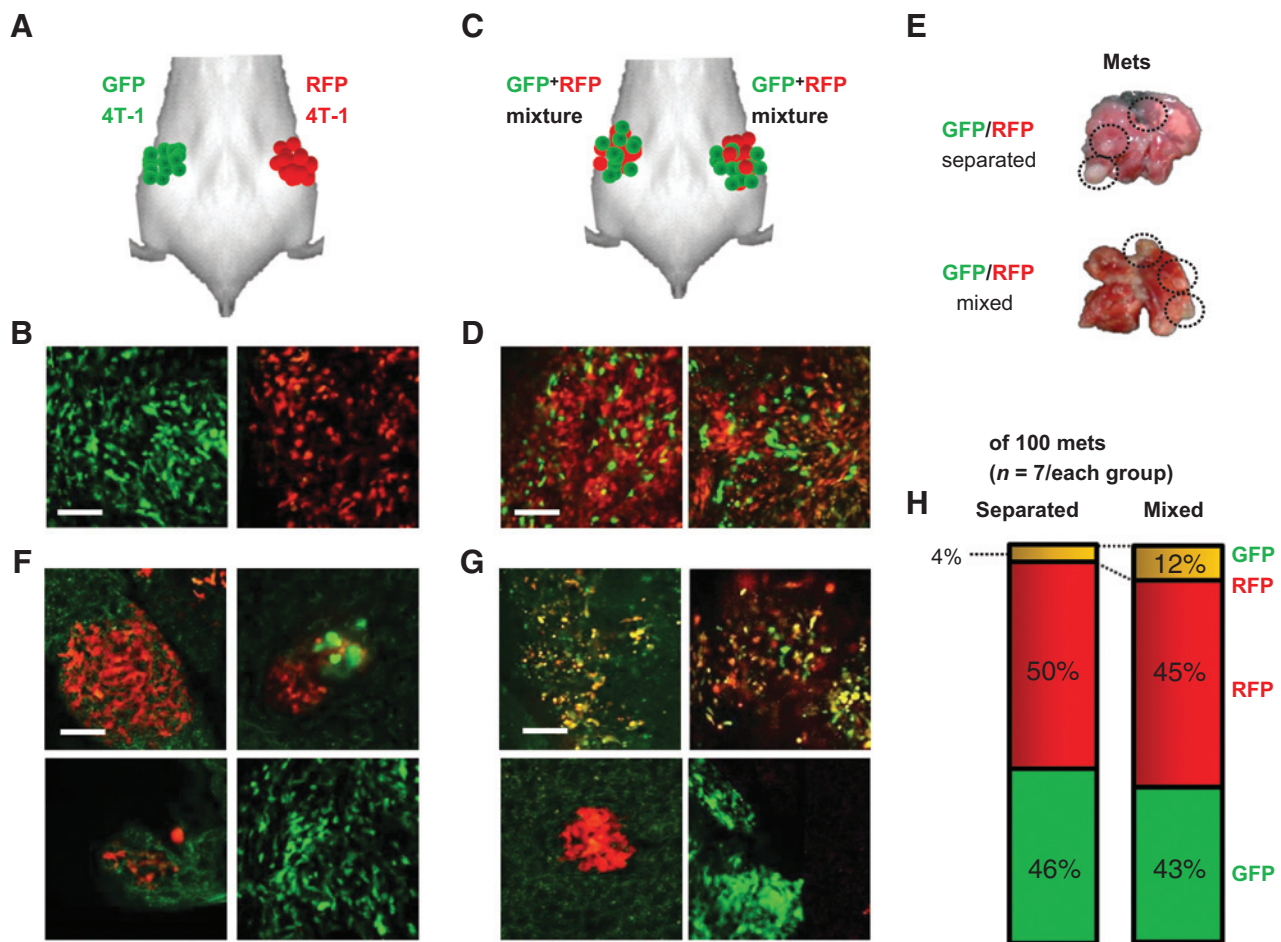 A
GFP
4T-1
RFP
4T-1
C
GFP+RFP
mixture
GFP+RFP
mixture
E
Mets
GFP/RFP
separated
GFP/RFP
mixed
B
D
of 100 mets
(n = 7/each group)
H
Separated
Mixed
4%
12%
GFP
RFP
50%
45%
RFP
46%
43%
GFP
F
G